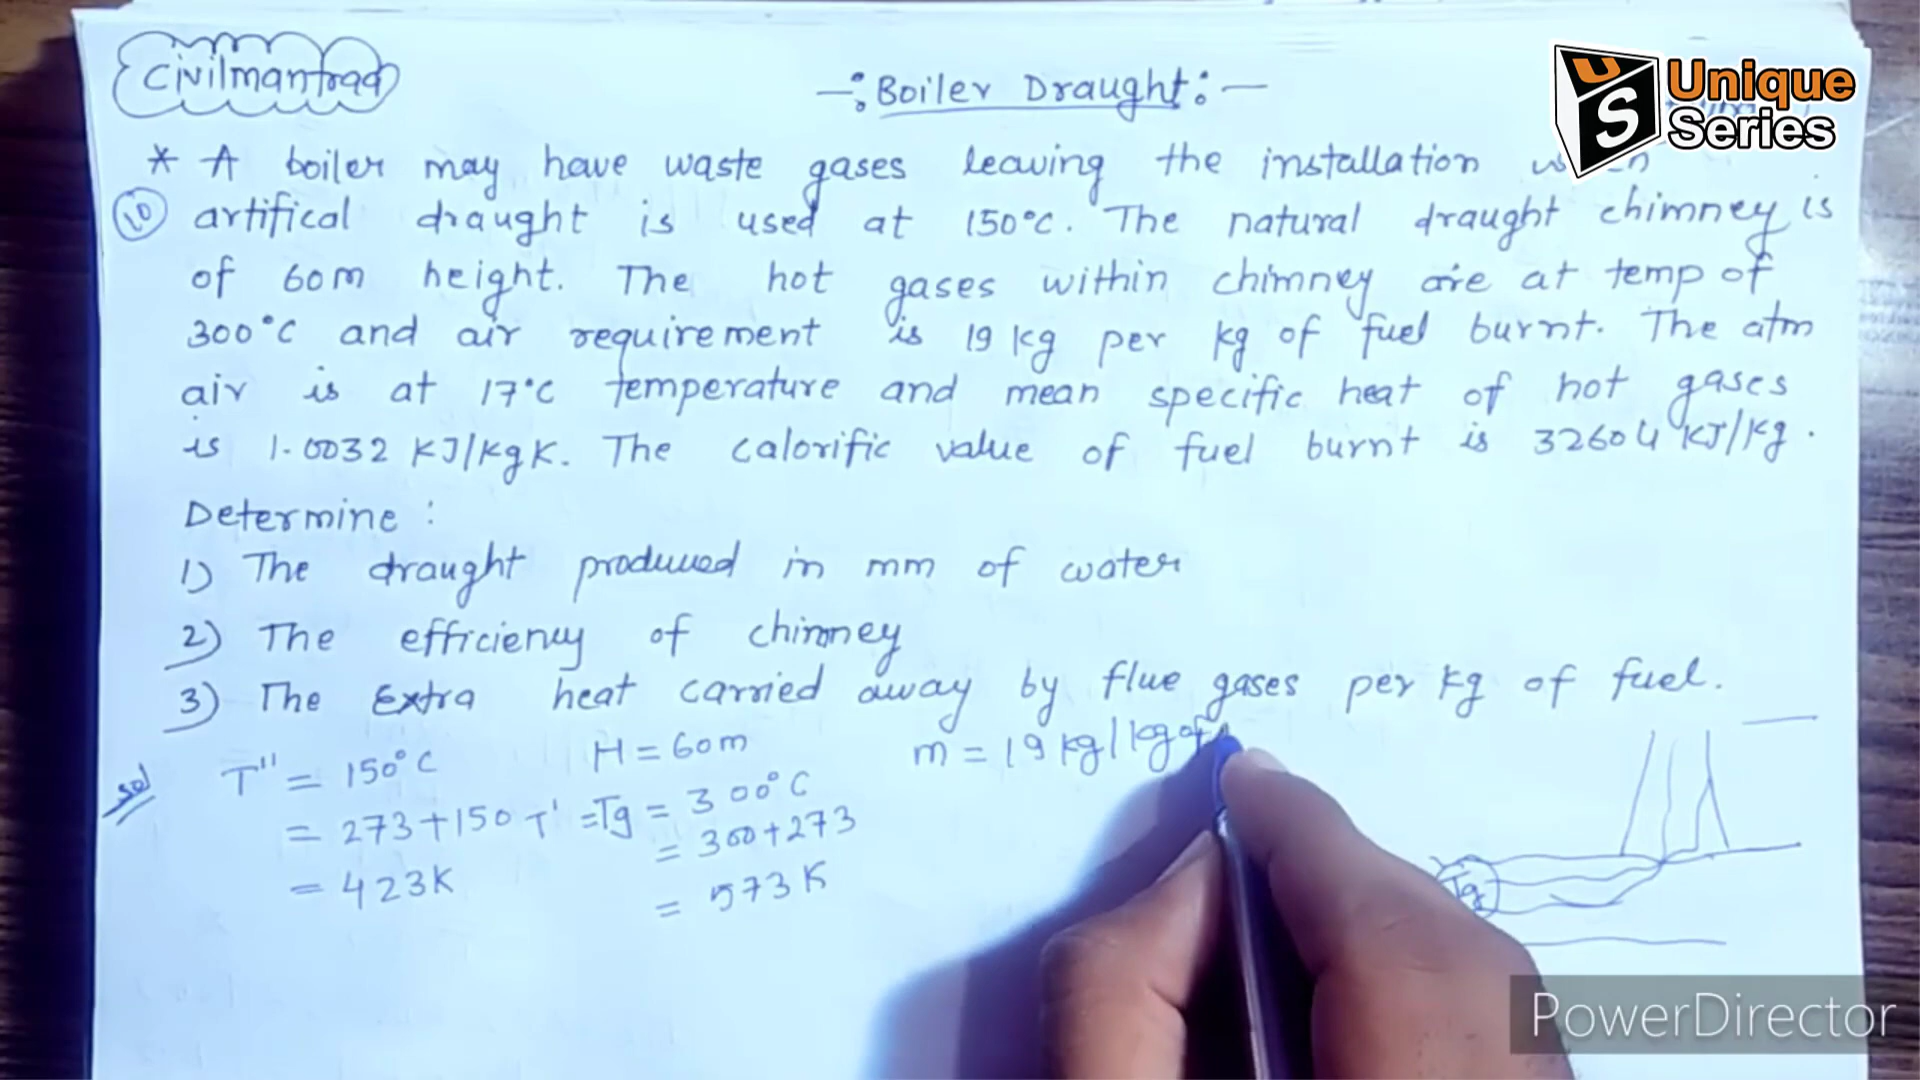 Civilmantraa
-: Boiler Draught :-
Unique
Series
US
* A boiler may have waste gases leaving the installation
10 artifical draught is used at 150°C. The natural draught chimney is
of 60m height. The hot gases within chimney are at temp of
300°C and air requirement is 19 kg per kg of fuel burnt. The atm
air is at 17°C temperature and mean specific heat of hot gases
is 1.0032 KJ/kgK. The calorific value of fuel burnt is 32604 KJ/kg.
Determine :
1) The draught produced in mm of water
2) The efficiency of chimney
3) The Extra heat carried away by flue gases per kg of fuel.
Sol T" = 150°C H = 60m m = 19 kg/kg of
= 273+150 T' = Tg = 300°C
= 300+273
= 423K
= 573K
Tg
PowerDirector